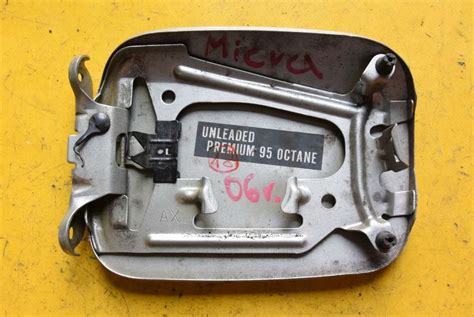 Micra
UNLEADED
PREMIUM 95 OCTANE
18
06r.
AX